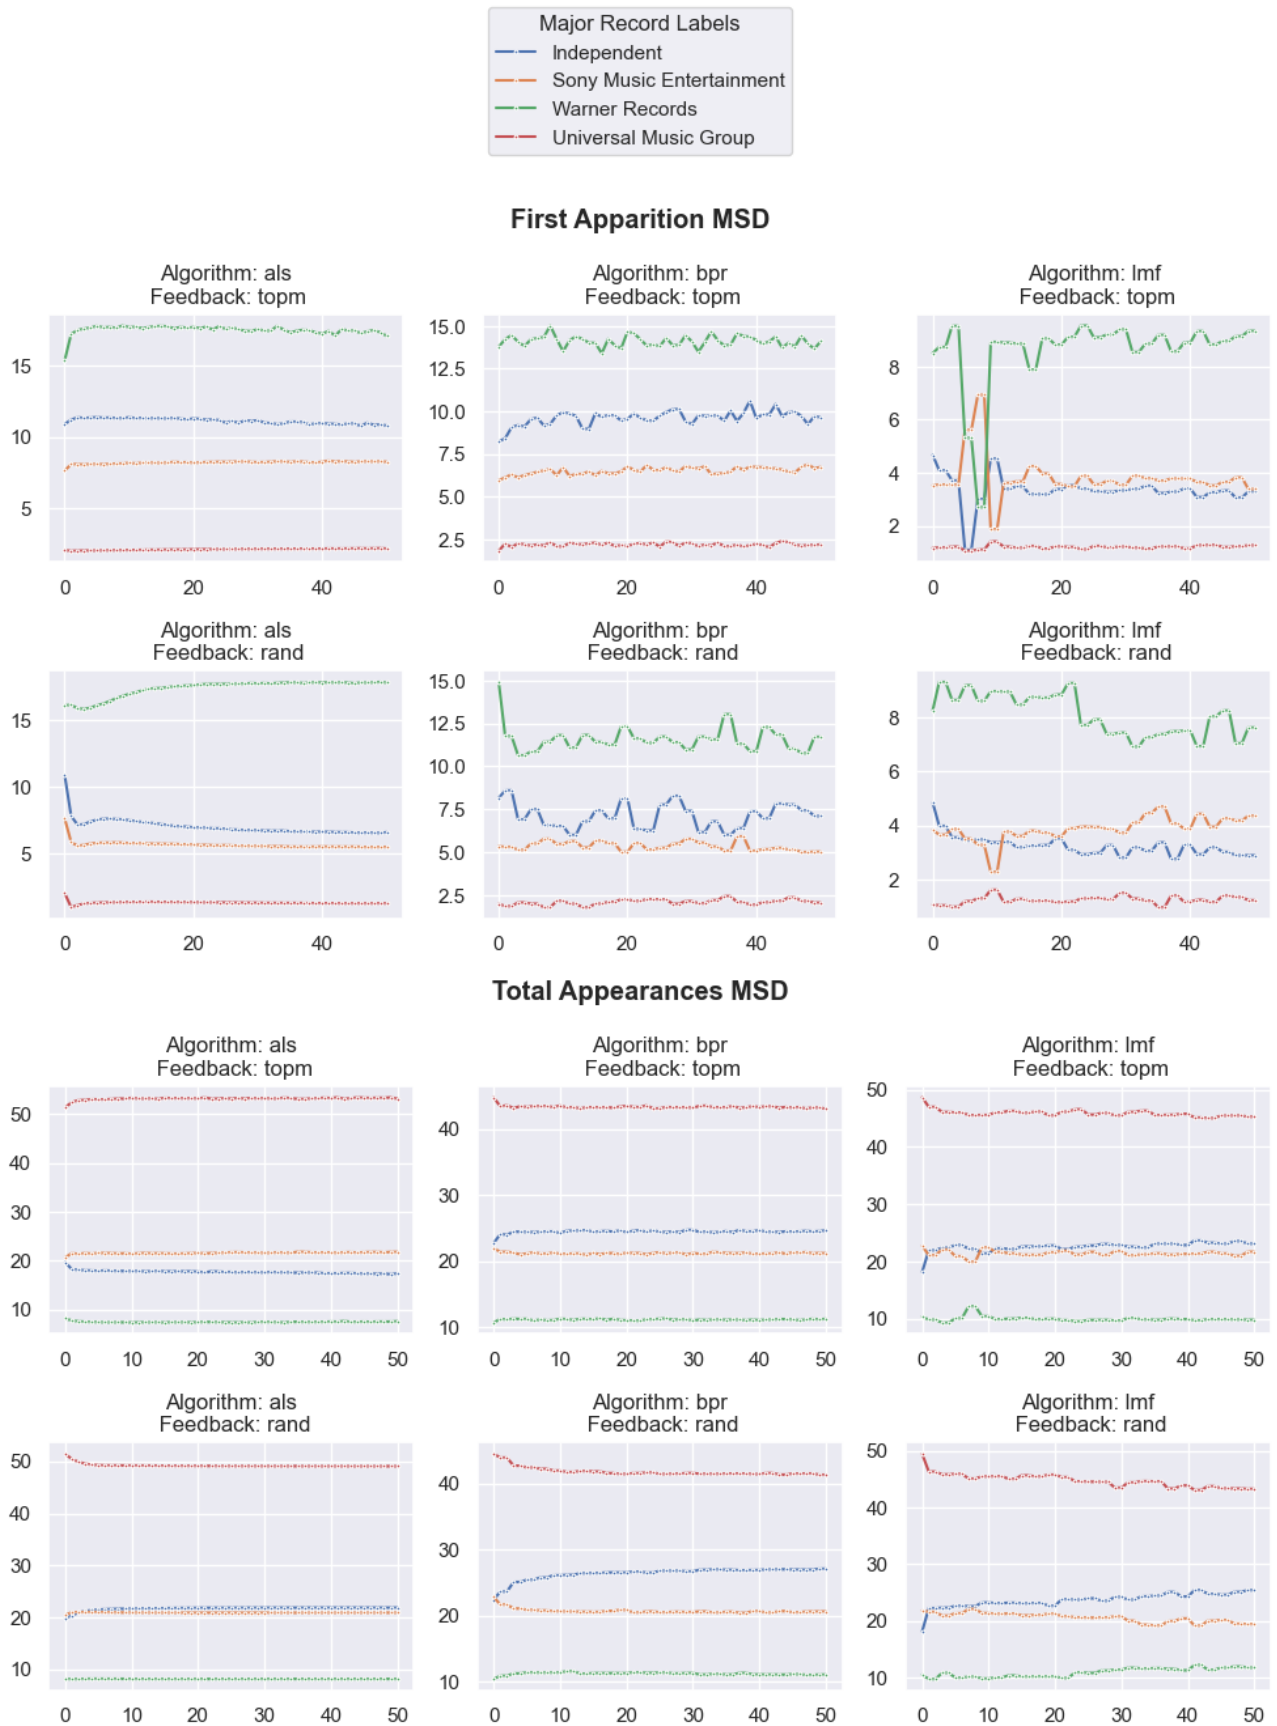 Major Record Labels
Independent
Sony Music Entertainment
Warner Records
Universal Music Group
First Apparition MSD
Algorithm: als
Feedback: topm
15
10
5
0 20 40
Algorithm: bpr
Feedback: topm
15.0
12.5
10.0
7.5
5.0
2.5
0 20 40
Algorithm: lmf
Feedback: topm
8
6
4
2
0 20 40
Algorithm: als
Feedback: rand
15
10
5
0 20 40
Algorithm: bpr
Feedback: rand
15.0
12.5
10.0
7.5
5.0
2.5
0 20 40
Algorithm: lmf
Feedback: rand
8
6
4
2
0 20 40
Total Appearances MSD
Algorithm: als
Feedback: topm
50
40
30
20
10
0 10 20 30 40 50
Algorithm: bpr
Feedback: topm
40
30
20
10
0 10 20 30 40 50
Algorithm: lmf
Feedback: topm
50
40
30
20
10
0 10 20 30 40 50
Algorithm: als
Feedback: rand
50
40
30
20
10
0 10 20 30 40 50
Algorithm: bpr
Feedback: rand
40
30
20
10
0 10 20 30 40 50
Algorithm: lmf
Feedback: rand
50
40
30
20
10
0 10 20 30 40 50